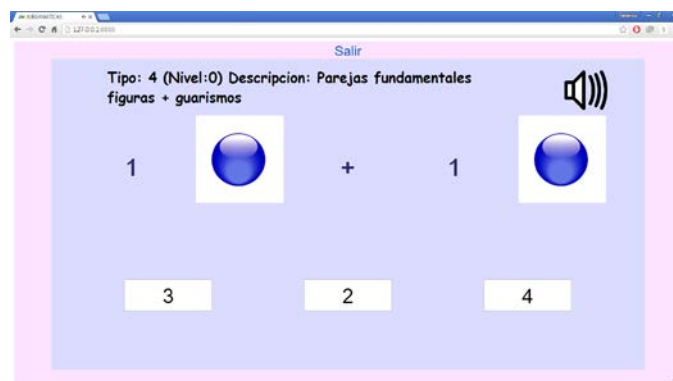 Salir
Tipo: 4 (Nivel:0) Descripcion: Parejas fundamentales
figuras + guarismos
1 + 1
3 2 4